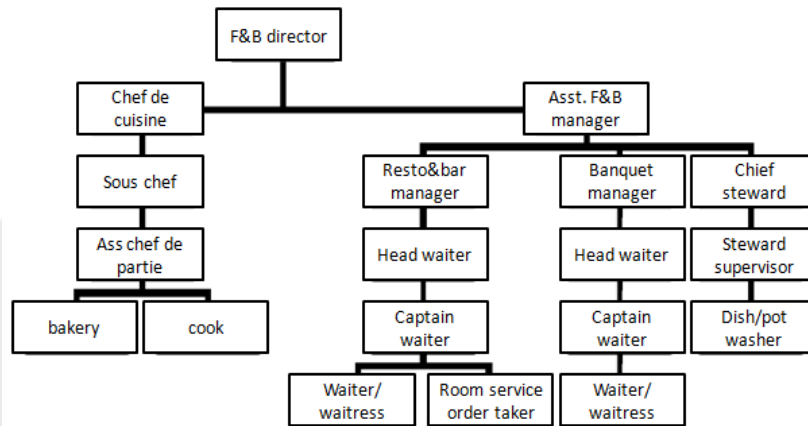 F&B director
Chef de
cuisine
Asst. F&B
manager
Sous chef
Resto&bar
manager
Banquet
manager
Chief
steward
Ass chef de
partie
Head waiter
Head waiter
Steward
supervisor
bakery
cook
Captain
waiter
Captain
waiter
Dish/pot
washer
Waiter/
waitress
Room service
order taker
Waiter/
waitress